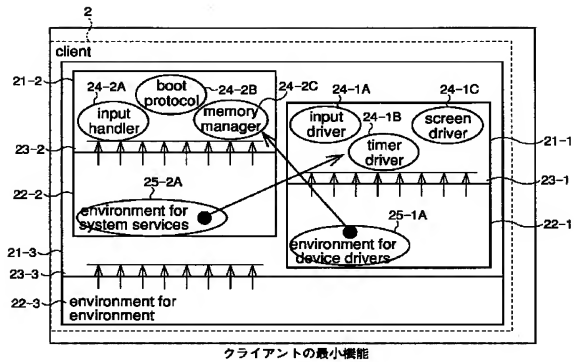 2
client
21-2
24-2A
boot
protocol
24-2B
24-2C
input
handler
memory
manager
24-1A
24-1B
24-1C
input
driver
timer
driver
screen
driver
23-2
22-2
25-2A
environment for
system services
21-1
23-1
25-1A
22-1
environment for
device drivers
21-3
23-3
22-3
environment for
environment
クライアントの最小機能